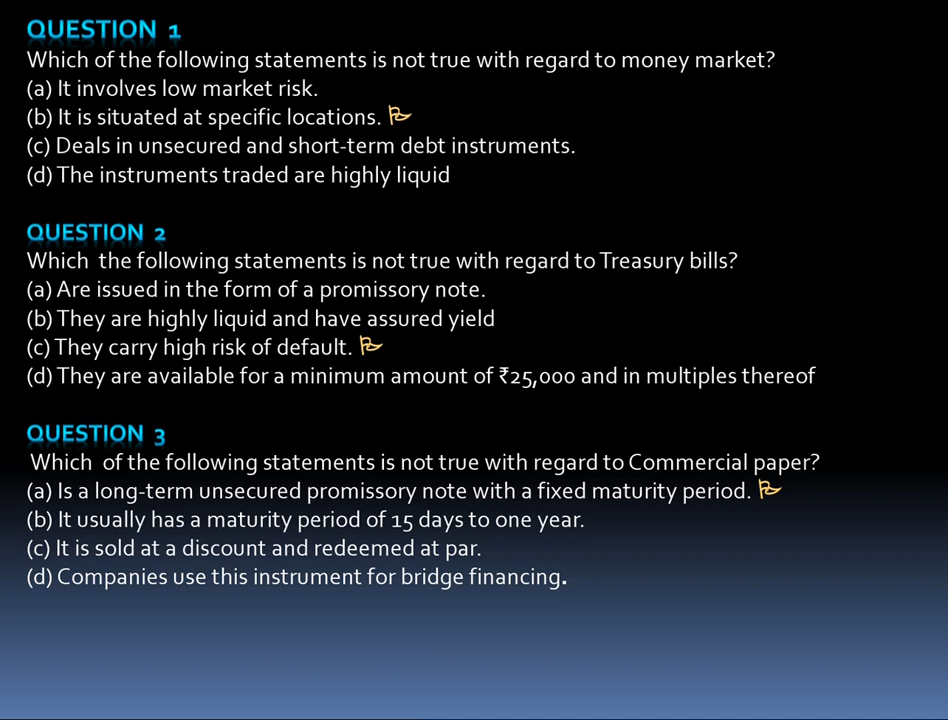 QUESTION 1
Which of the following statements is not true with regard to money market?
(a) It involves low market risk.
(b) It is situated at specific locations.
(c) Deals in unsecured and short-term debt instruments.
(d) The instruments traded are highly liquid
QUESTION 2
Which the following statements is not true with regard to Treasury bills?
(a) Are issued in the form of a promissory note.
(b) They are highly liquid and have assured yield
(c) They carry high risk of default.
(d) They are available for a minimum amount of ₹25,000 and in multiples thereof
QUESTION 3
Which of the following statements is not true with regard to Commercial paper?
(a) Is a long-term unsecured promissory note with a fixed maturity period.
(b) It usually has a maturity period of 15 days to one year.
(c) It is sold at a discount and redeemed at par.
(d) Companies use this instrument for bridge financing.